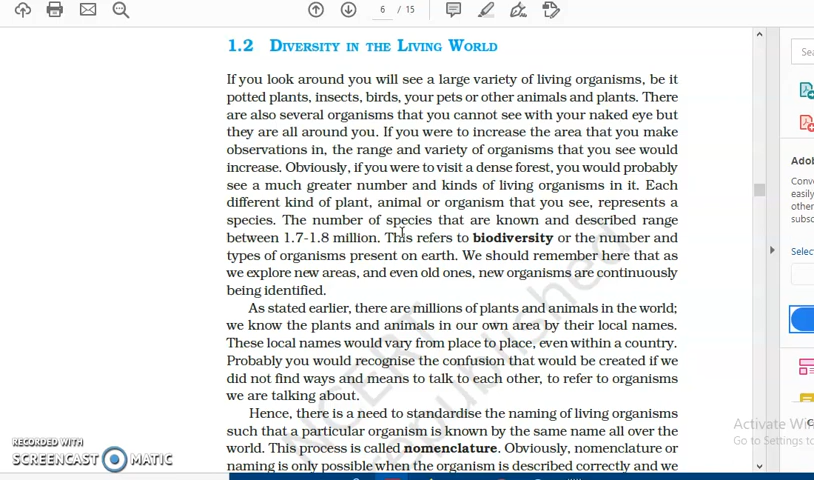 6 / 15
1.2 DIVERSITY IN THE LIVING WORLD
If you look around you will see a large variety of living organisms, be it
potted plants, insects, birds, your pets or other animals and plants. There
are also several organisms that you cannot see with your naked eye but
they are all around you. If you were to increase the area that you make
observations in, the range and variety of organisms that you see would
increase. Obviously, if you were to visit a dense forest, you would probably
see a much greater number and kinds of living organisms in it. Each
different kind of plant, animal or organism that you see, represents a
species. The number of species that are known and described range
between 1.7-1.8 million. This refers to biodiversity or the number and
types of organisms present on earth. We should remember here that as
we explore new areas, and even old ones, new organisms are continuously
being identified.
As stated earlier, there are millions of plants and animals in the world;
we know the plants and animals in our own area by their local names.
These local names would vary from place to place, even within a country.
Probably you would recognise the confusion that would be created if we
did not find ways and means to talk to each other, to refer to organisms
we are talking about.
Hence, there is a need to standardise the naming of living organisms
such that a particular organism is known by the same name all over the
world. This process is called nomenclature. Obviously, nomenclature or
naming is only possible when the organism is described correctly and we
NCERT
republished
Sea
Adob
Conve
easily
other
subsc
Select
Activate Win
Go to Settings to
RECORDED WITH
SCREENCAST MATIC